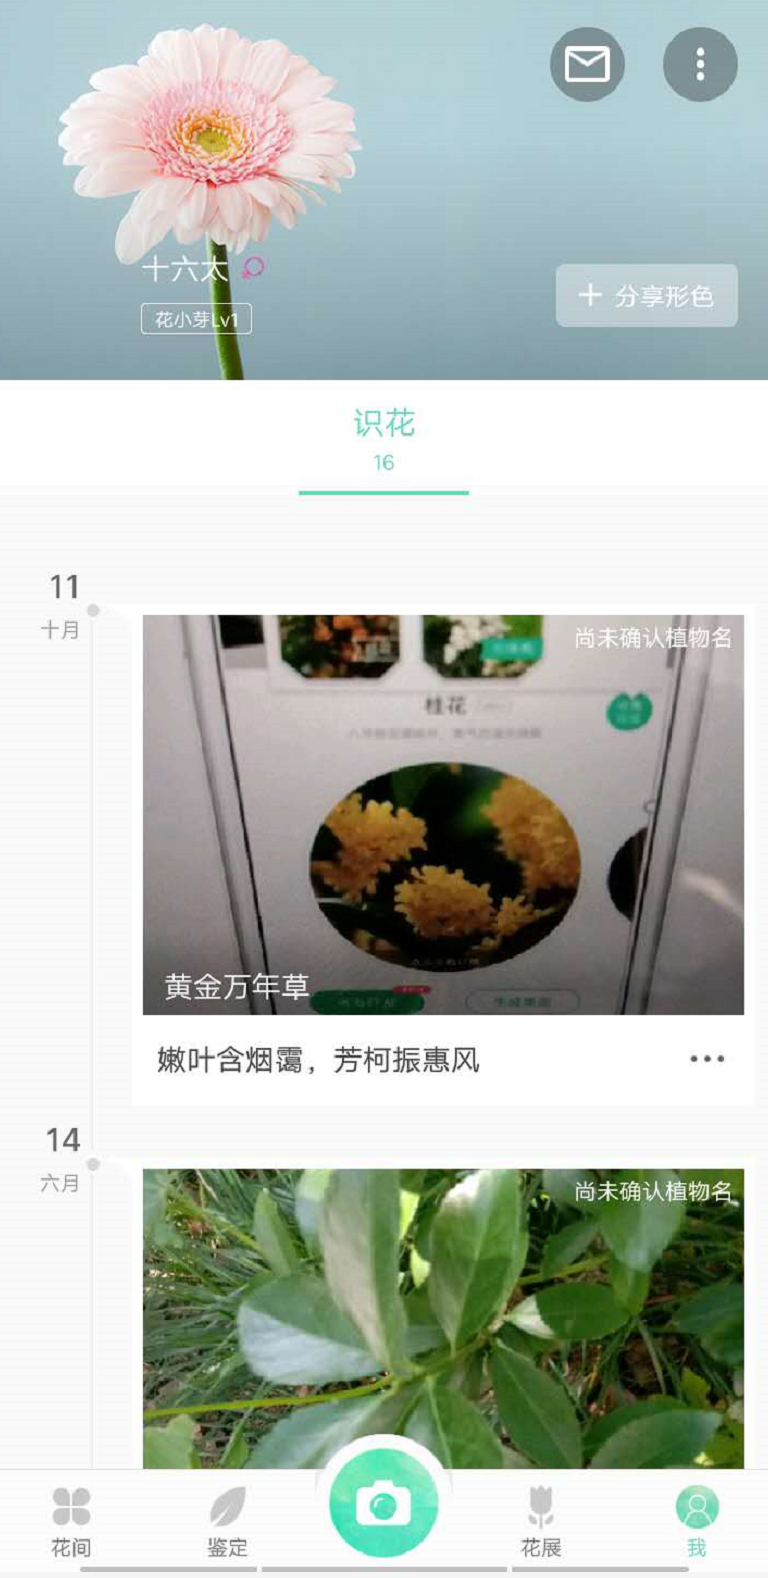 十六太
花小芽Lv1
+ 分享形色
识花
16
11
十月
尚未确认植物名
桂花
黄金万年草
嫩叶含烟霭，芳柯振惠风
14
六月
尚未确认植物名
花间
鉴定
花展
我